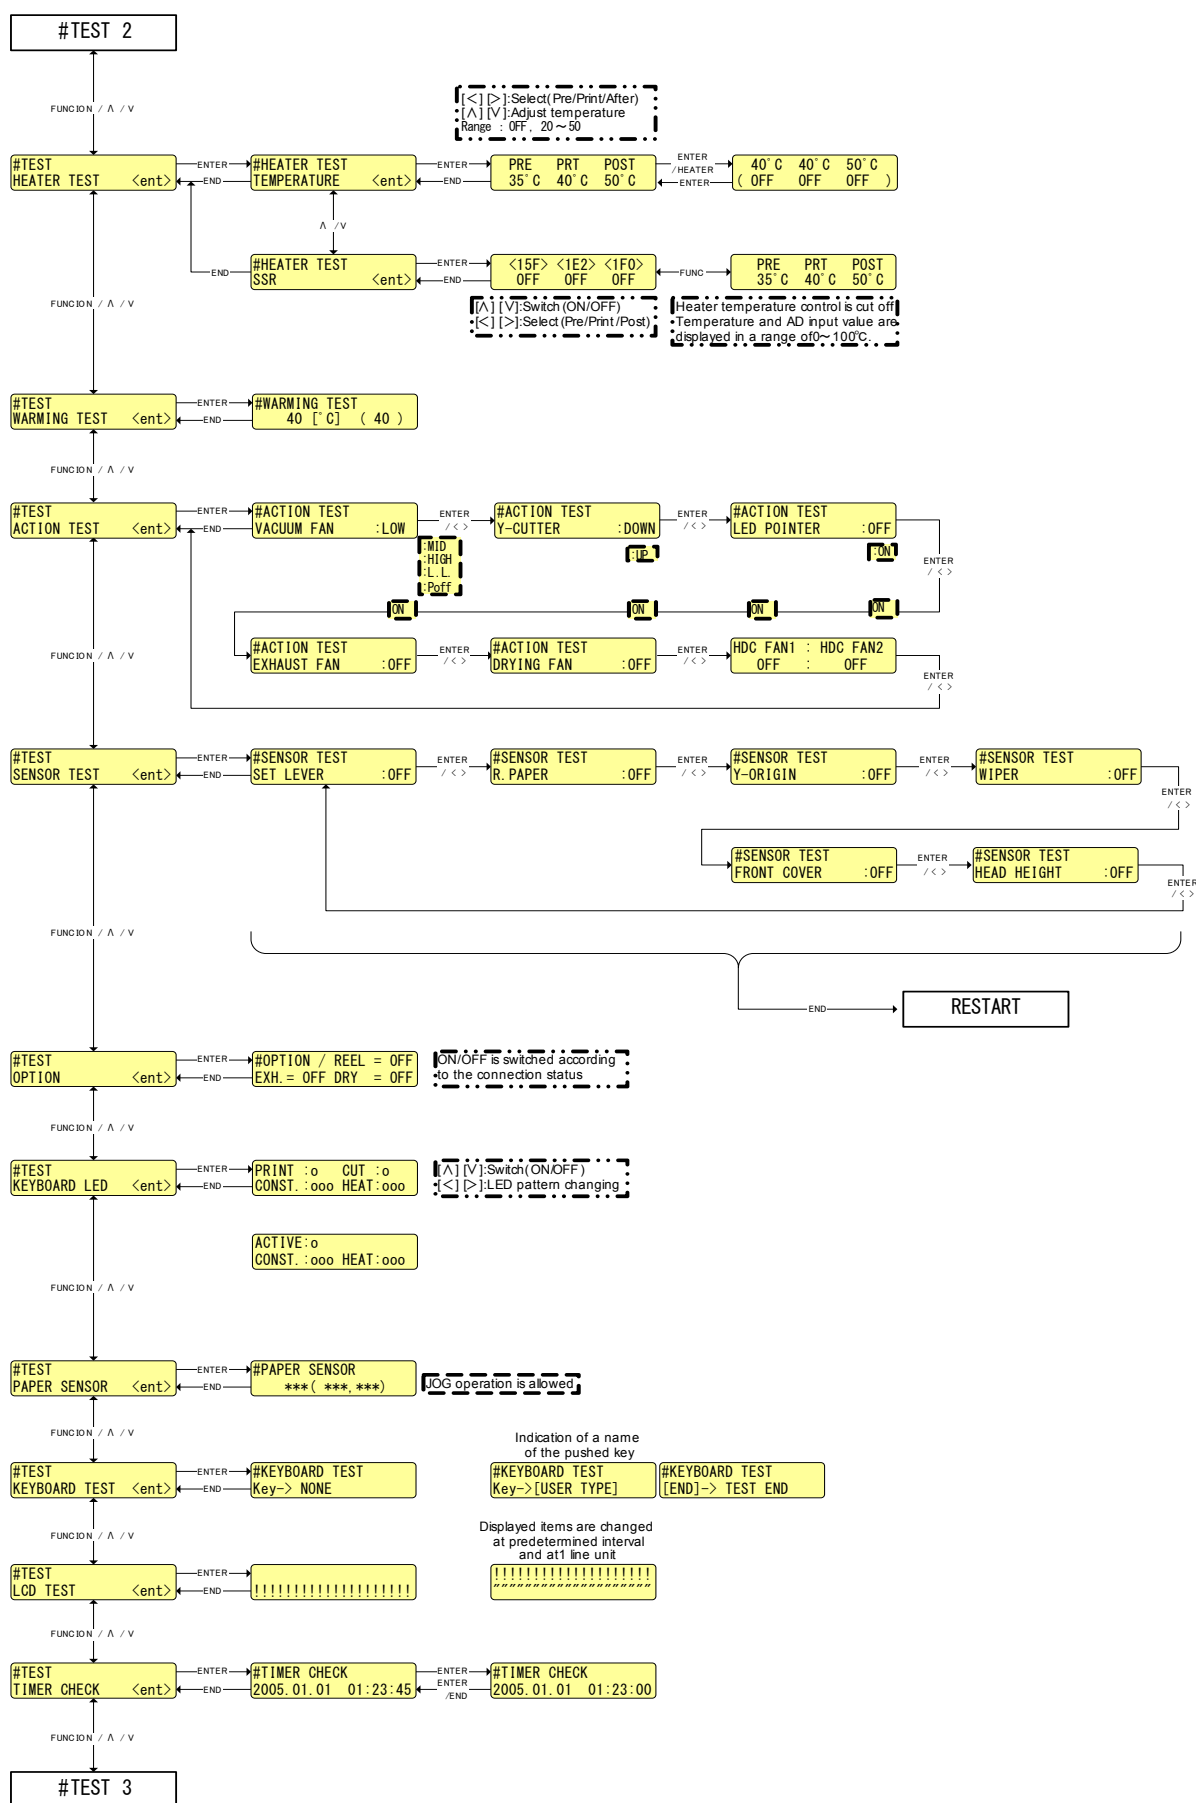 #TEST 2
FUNCION / Λ / V
[<] [>]:Select(Pre/Print/After)
[Λ] [V]:Adjust temperature
Range : OFF, 20~50
#TEST
HEATER TEST <ent>
ENTER
END
#HEATER TEST
TEMPERATURE <ent>
ENTER
END
PRE PRT POST
35°C 40°C 50°C
ENTER
/HEATER
ENTER
40°C 40°C 50°C
( OFF OFF OFF )
Λ /V
END
#HEATER TEST
SSR <ent>
ENTER
END
<15F> <1E2> <1F0>
OFF OFF OFF
FUNC
PRE PRT POST
35°C 40°C 50°C
FUNCION / Λ / V
[Λ] [V]:Switch(ON/OFF)
[<] [>]:Select(Pre/Print/Post)
Heater temperature control is cut off
Temperature and AD input value are
displayed in a range of0~100°C.
#TEST
WARMING TEST <ent>
ENTER
END
#WARMING TEST
40 [°C] ( 40 )
FUNCION / Λ / V
#TEST
ACTION TEST <ent>
ENTER
END
#ACTION TEST
VACUUM FAN :LOW
ENTER
/ < >
#ACTION TEST
Y-CUTTER :DOWN
ENTER
/ < >
#ACTION TEST
LED POINTER :OFF
ENTER
/ < >
:MID
:HIGH
:L.L.
:Poff
:UP
:ON
ON
ON
ON
ON
FUNCION / Λ / V
#ACTION TEST
EXHAUST FAN :OFF
ENTER
/ < >
#ACTION TEST
DRYING FAN :OFF
ENTER
/ < >
HDC FAN1 : HDC FAN2
OFF : OFF
ENTER
/ < >
#TEST
SENSOR TEST <ent>
ENTER
END
#SENSOR TEST
SET LEVER :OFF
ENTER
/ < >
#SENSOR TEST
R.PAPER :OFF
ENTER
/ < >
#SENSOR TEST
Y-ORIGIN :OFF
ENTER
/ < >
#SENSOR TEST
WIPER :OFF
ENTER
/ < >
#SENSOR TEST
FRONT COVER :OFF
ENTER
/ < >
#SENSOR TEST
HEAD HEIGHT :OFF
ENTER
/ < >
FUNCION / Λ / V
END
RESTART
#TEST
OPTION <ent>
ENTER
END
#OPTION / REEL = OFF
EXH.= OFF DRY = OFF
ON/OFF is switched according
to the connection status
FUNCION / Λ / V
#TEST
KEYBOARD LED <ent>
ENTER
END
PRINT :o CUT :o
CONST.:ooo HEAT:ooo
[Λ] [V]:Switch(ON/OFF)
[<] [>]:LED pattern changing
ACTIVE:o
CONST.:ooo HEAT:ooo
FUNCION / Λ / V
#TEST
PAPER SENSOR <ent>
ENTER
END
#PAPER SENSOR
***( ***,***)
JOG operation is allowed
FUNCION / Λ / V
Indication of a name
of the pushed key
#TEST
KEYBOARD TEST <ent>
ENTER
END
#KEYBOARD TEST
Key-> NONE
#KEYBOARD TEST
Key->[USER TYPE]
#KEYBOARD TEST
[END]-> TEST END
FUNCION / Λ / V
Displayed items are changed
at predetermined interval
and at1 line unit
#TEST
LCD TEST <ent>
ENTER
END
!!!!!!!!!!!!!!!!!!!!
!!!!!!!!!!!!!!!!!!!!
""""""""""""""""""""
FUNCION / Λ / V
#TEST
TIMER CHECK <ent>
ENTER
END
#TIMER CHECK
2005.01.01 01:23:45
ENTER
ENTER
/END
#TIMER CHECK
2005.01.01 01:23:00
FUNCION / Λ / V
#TEST 3